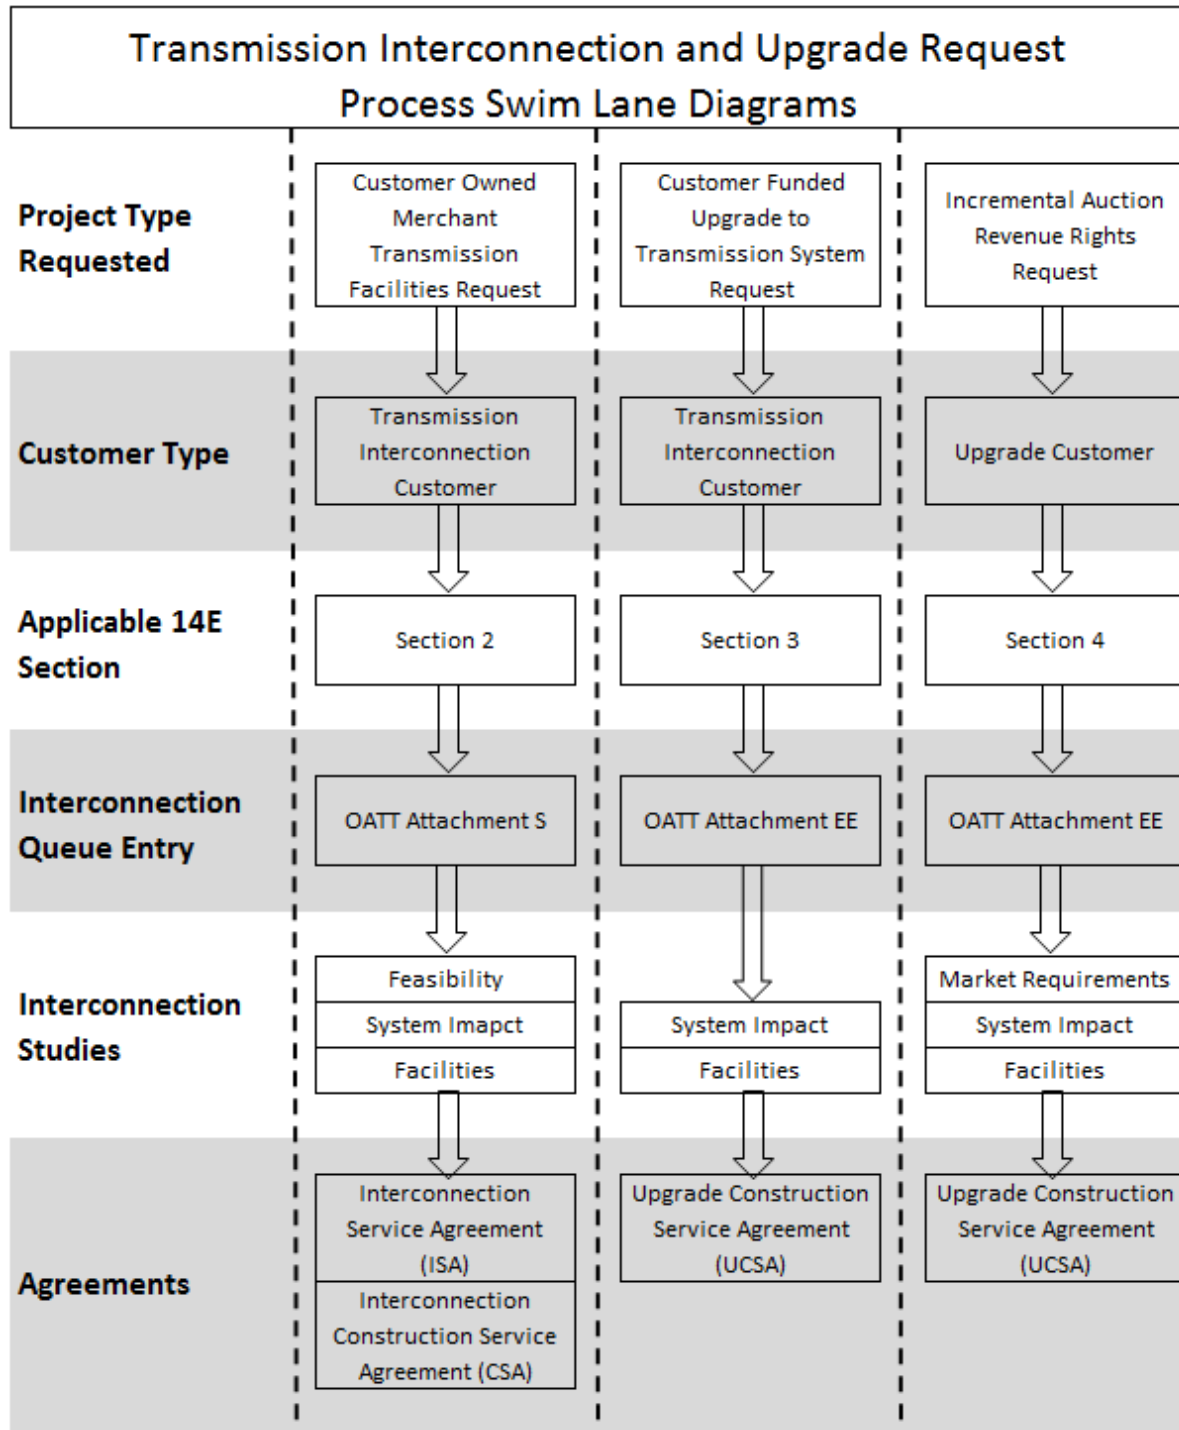 Transmission Interconnection and Upgrade Request
Process Swim Lane Diagrams
Project Type
Requested
Customer Owned
Merchant
Transmission
Facilities Request
Customer Funded
Upgrade to
Transmission System
Request
Incremental Auction
Revenue Rights
Request
Customer Type
Transmission
Interconnection
Customer
Transmission
Interconnection
Customer
Upgrade Customer
Applicable 14E
Section
Section 2
Section 3
Section 4
Interconnection
Queue Entry
OATT Attachment S
OATT Attachment EE
OATT Attachment EE
Interconnection
Studies
Feasibility
System Imapct
Facilities
System Impact
Facilities
Market Requirements
System Impact
Facilities
Agreements
Interconnection
Service Agreement
(ISA)
Interconnection
Construction Service
Agreement (CSA)
Upgrade Construction
Service Agreement
(UCSA)
Upgrade Construction
Service Agreement
(UCSA)